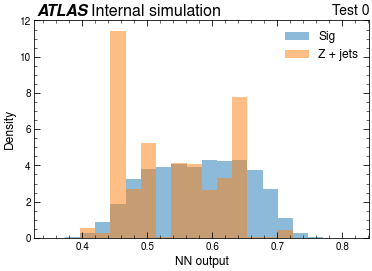 ATLAS Internal simulation Test 0
Sig
Z + jets
Density
12
10
8
6
4
2
0
0.4 0.5 0.6 0.7 0.8
NN output